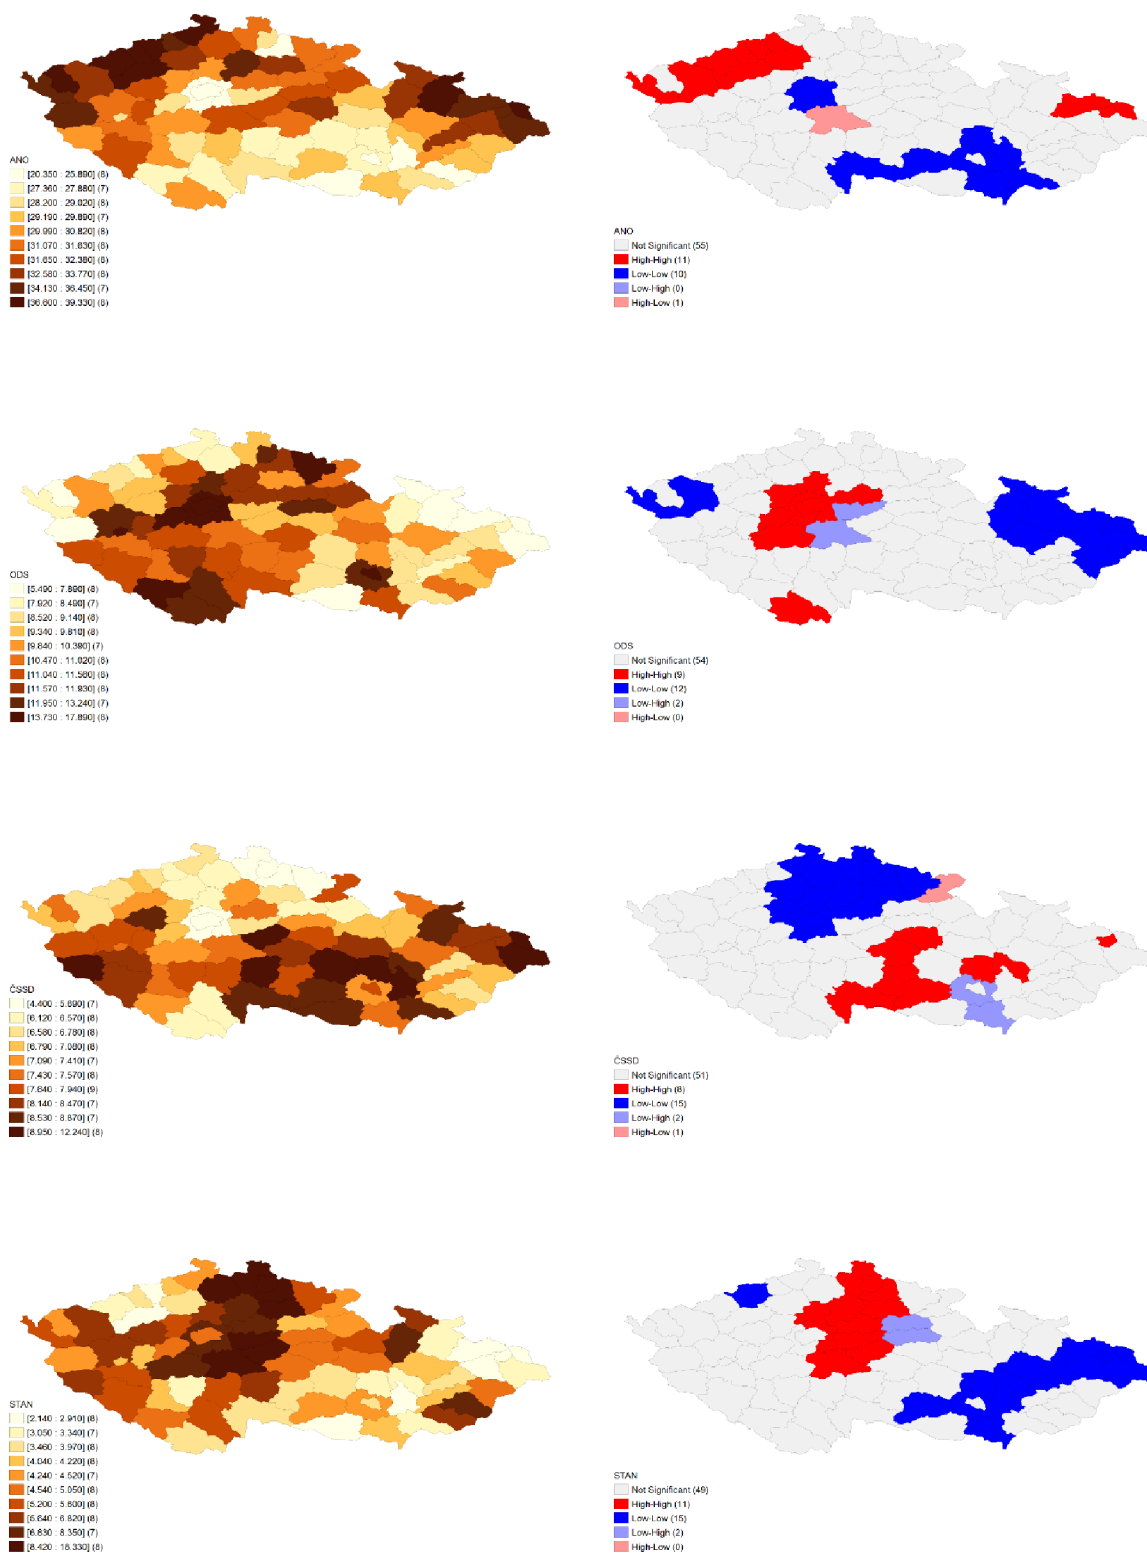 ANO
[20.350 : 25.890] (8)
[27.360 : 27.880] (7)
[28.200 : 29.020] (8)
[29.190 : 29.890] (7)
[29.990 : 30.820] (8)
[31.070 : 31.630] (8)
[31.650 : 32.380] (8)
[32.580 : 33.770] (8)
[34.130 : 36.450] (7)
[36.600 : 39.330] (8)
ANO
Not Significant (55)
High-High (11)
Low-Low (10)
Low-High (0)
High-Low (1)
ODS
[5.490 : 7.890] (8)
[7.920 : 8.490] (7)
[8.520 : 9.140] (8)
[9.340 : 9.810] (8)
[9.840 : 10.390] (7)
[10.470 : 11.020] (8)
[11.040 : 11.560] (8)
[11.570 : 11.930] (8)
[11.950 : 13.240] (7)
[13.730 : 17.890] (8)
ODS
Not Significant (54)
High-High (9)
Low-Low (12)
Low-High (2)
High-Low (0)
ČSSD
[4.400 : 5.890] (7)
[6.120 : 6.570] (8)
[6.580 : 6.780] (8)
[6.790 : 7.080] (8)
[7.090 : 7.410] (7)
[7.430 : 7.570] (8)
[7.640 : 7.940] (9)
[8.140 : 8.470] (7)
[8.530 : 8.870] (7)
[8.950 : 12.240] (8)
ČSSD
Not Significant (51)
High-High (8)
Low-Low (15)
Low-High (2)
High-Low (1)
STAN
[2.140 : 2.910] (8)
[3.050 : 3.340] (7)
[3.460 : 3.970] (8)
[4.040 : 4.220] (8)
[4.240 : 4.520] (7)
[4.540 : 5.050] (8)
[5.200 : 5.600] (8)
[5.640 : 6.620] (8)
[6.630 : 8.350] (7)
[8.420 : 18.330] (8)
STAN
Not Significant (49)
High-High (11)
Low-Low (15)
Low-High (2)
High-Low (0)